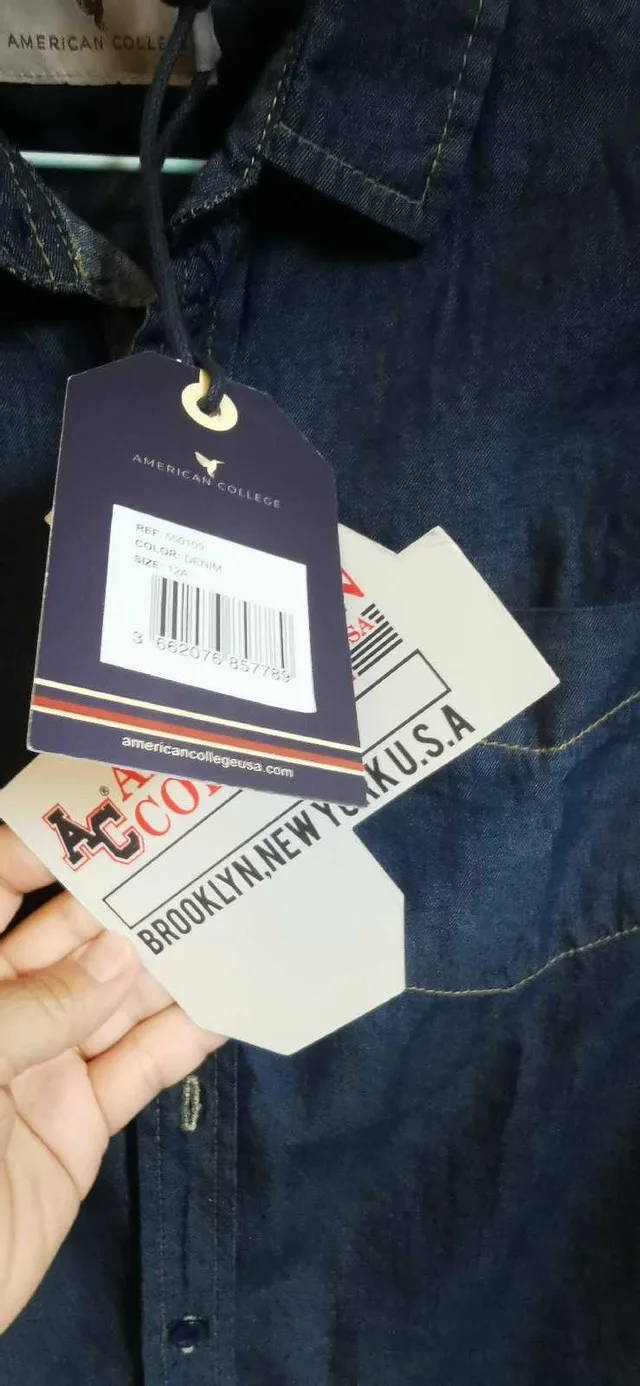 AMERICAN COLLE
AMERICAN COLLEGE
REF: 550109
COLOR: DENIM
SIZE: 12A
3 662076 857789
americancollegeusa.com
USA
AC®
BROOKLYN,NEW YORK U.S.A